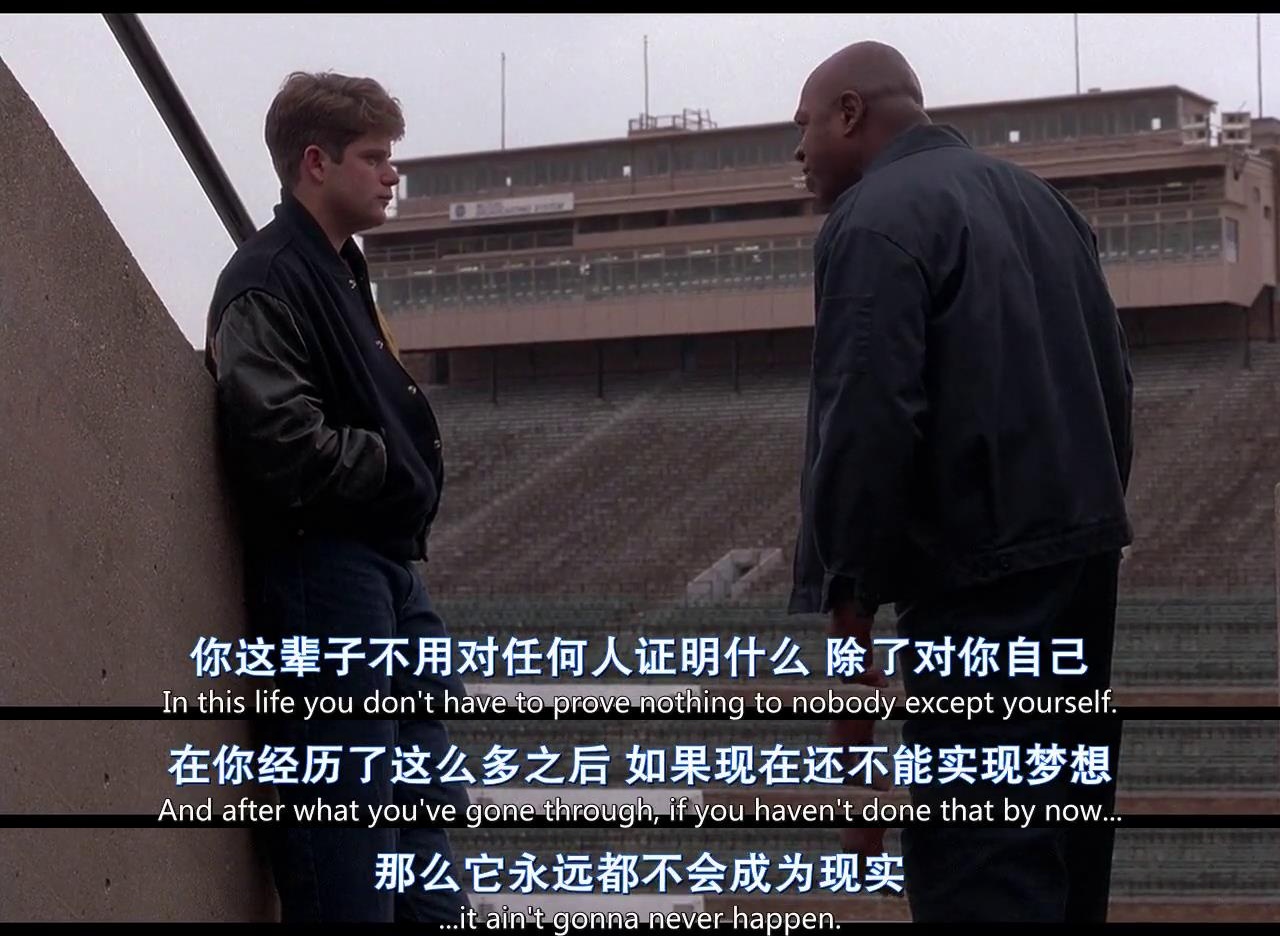 你这辈子不用对任何人证明什么 除了对你自己
In this life you don't have to prove nothing to nobody except yourself.
在你经历了这么多之后 如果现在还不能实现梦想
And after what you've gone through, if you haven't done that by now...
那么它永远都不会成为现实
...it ain't gonna never happen.